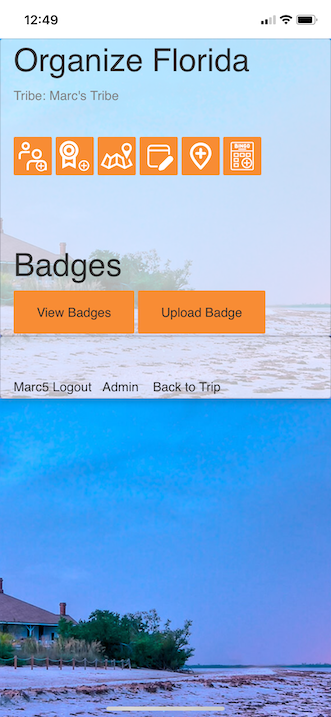 12:49
Organize Florida
Tribe: Marc's Tribe
BINGO
Badges
View Badges Upload Badge
Marc5 Logout Admin Back to Trip